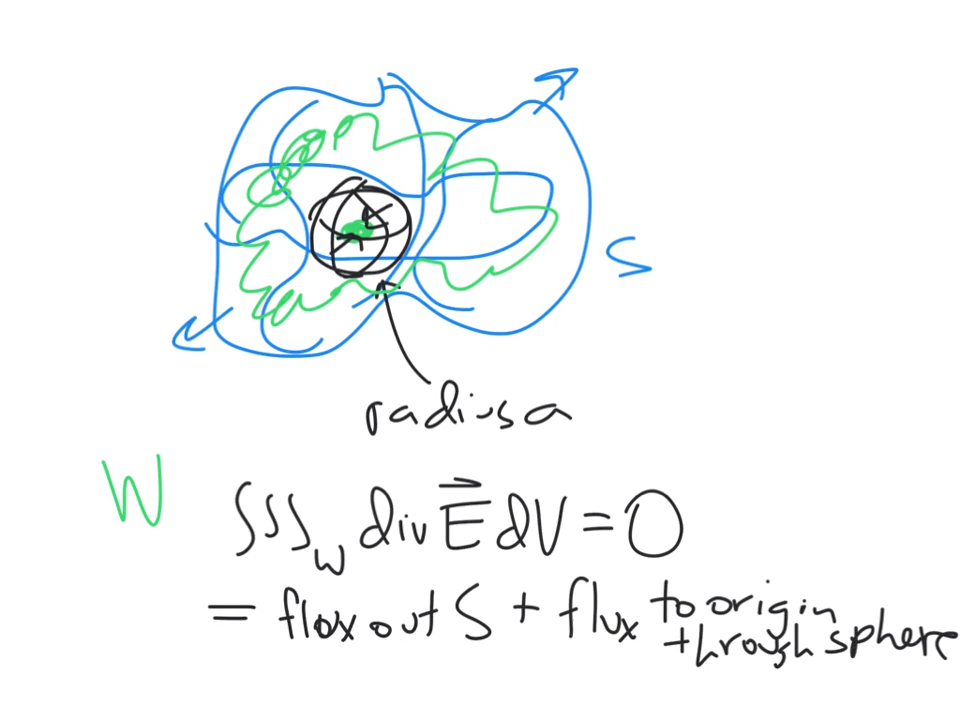 S
radius a
W
∫∫∫_W div E⃗ dV = 0
= flux out S + flux to origin
through sphere